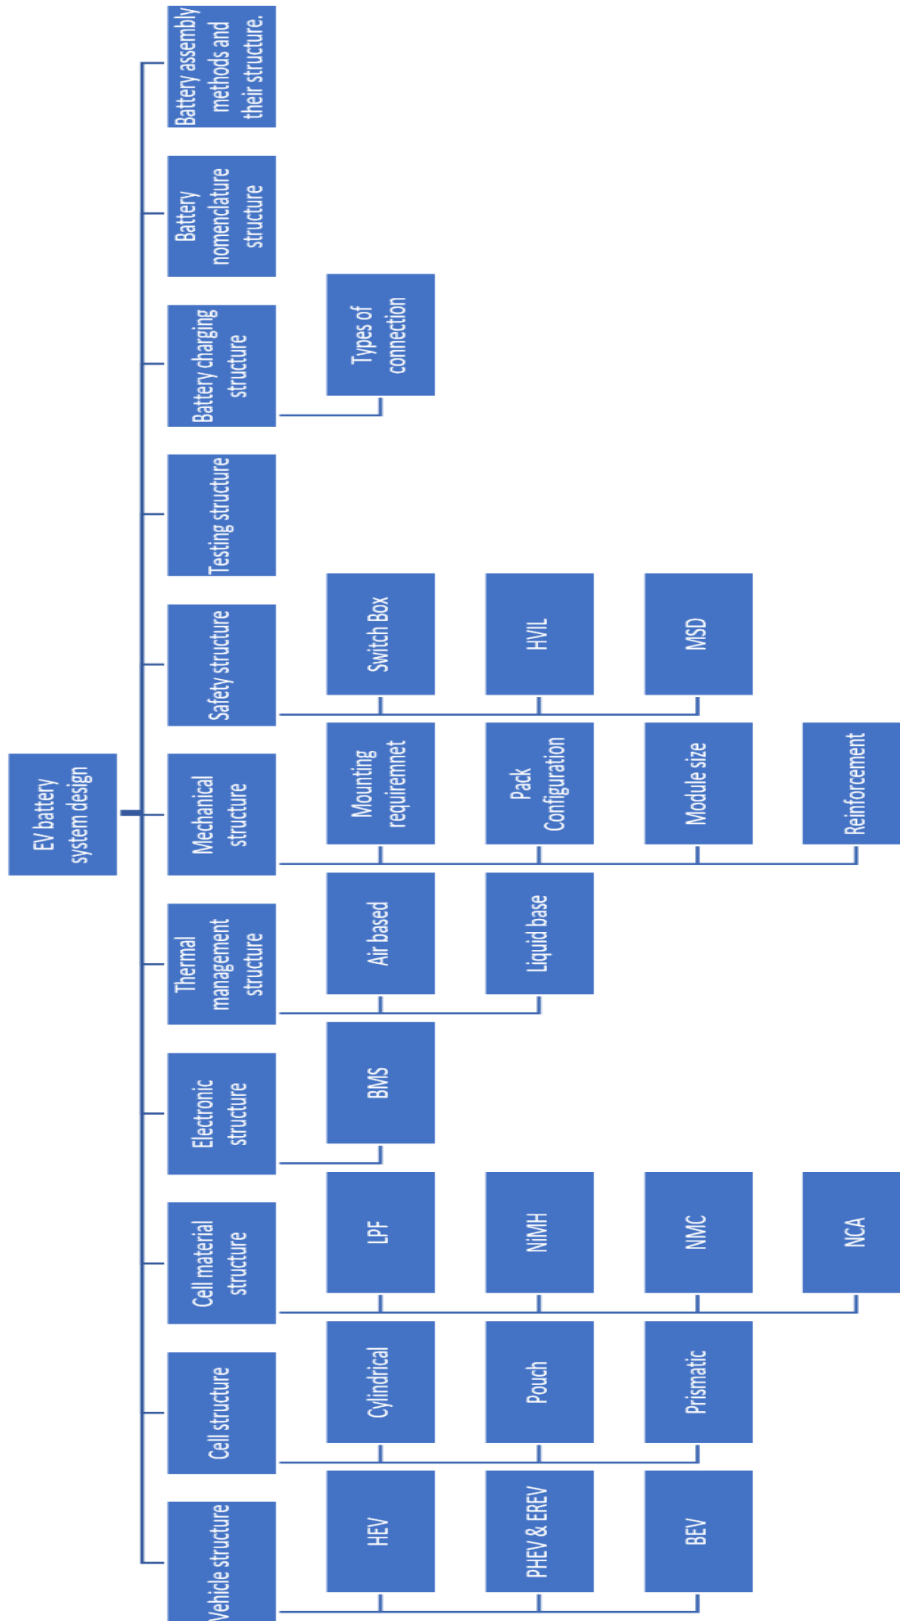 EV battery
system design
Vehicle structure
HEV
PHEV & EREV
BEV
Cell structure
Cylindrical
Pouch
Prismatic
Cell material
structure
LPF
NiMH
NMC
NCA
Electronic
structure
BMS
Thermal
management
structure
Air based
Liquid base
Mechanical
structure
Mounting
requiremnet
Pack
Configuration
Module size
Reinforcement
Safety structure
Switch Box
HVIL
MSD
Testing structure
Battery charging
structure
Types of
connection
Battery
nomenclature
structure
Battery assembly
methods and
their structure.